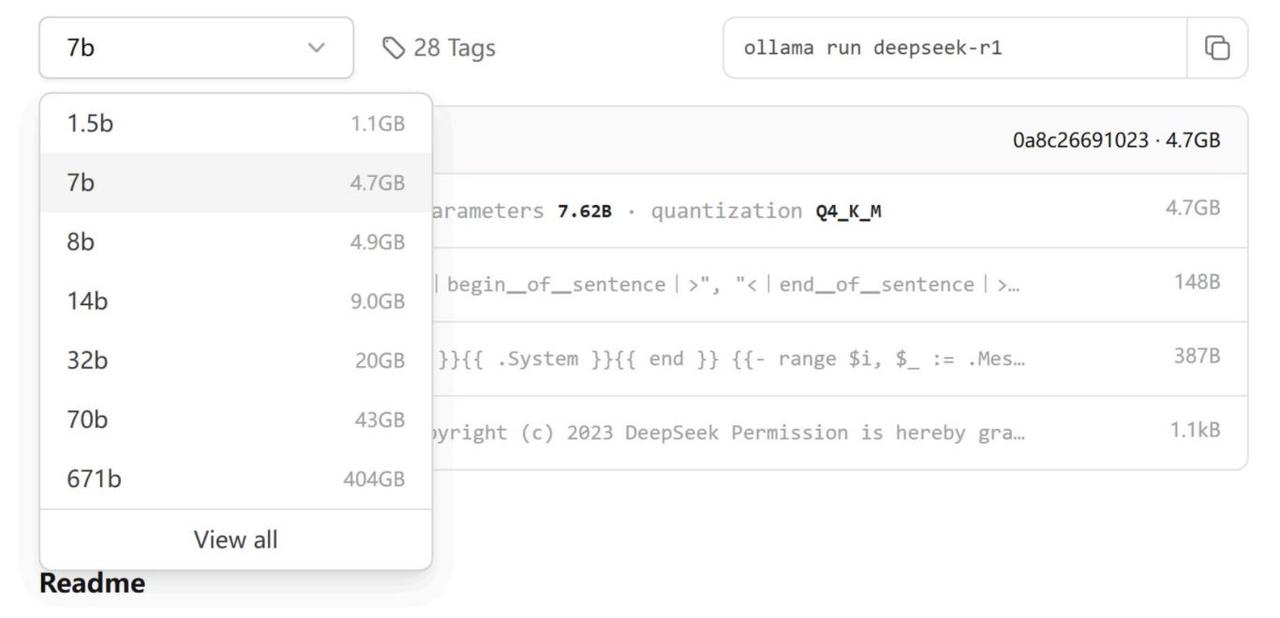 7b 28 Tags ollama run deepseek-r1
1.5b 1.1GB
0a8c26691023 · 4.7GB
7b 4.7GB
arameters 7.62B · quantization Q4_K_M 4.7GB
8b 4.9GB
|begin__of__sentence|>", "<|end__of__sentence|>… 148B
14b 9.0GB
32b 20GB
}}{{ .System }}{{ end }} {{- range $i, $_ := .Mes… 387B
70b 43GB
yright (c) 2023 DeepSeek Permission is hereby gra… 1.1kB
671b 404GB
View all
Readme